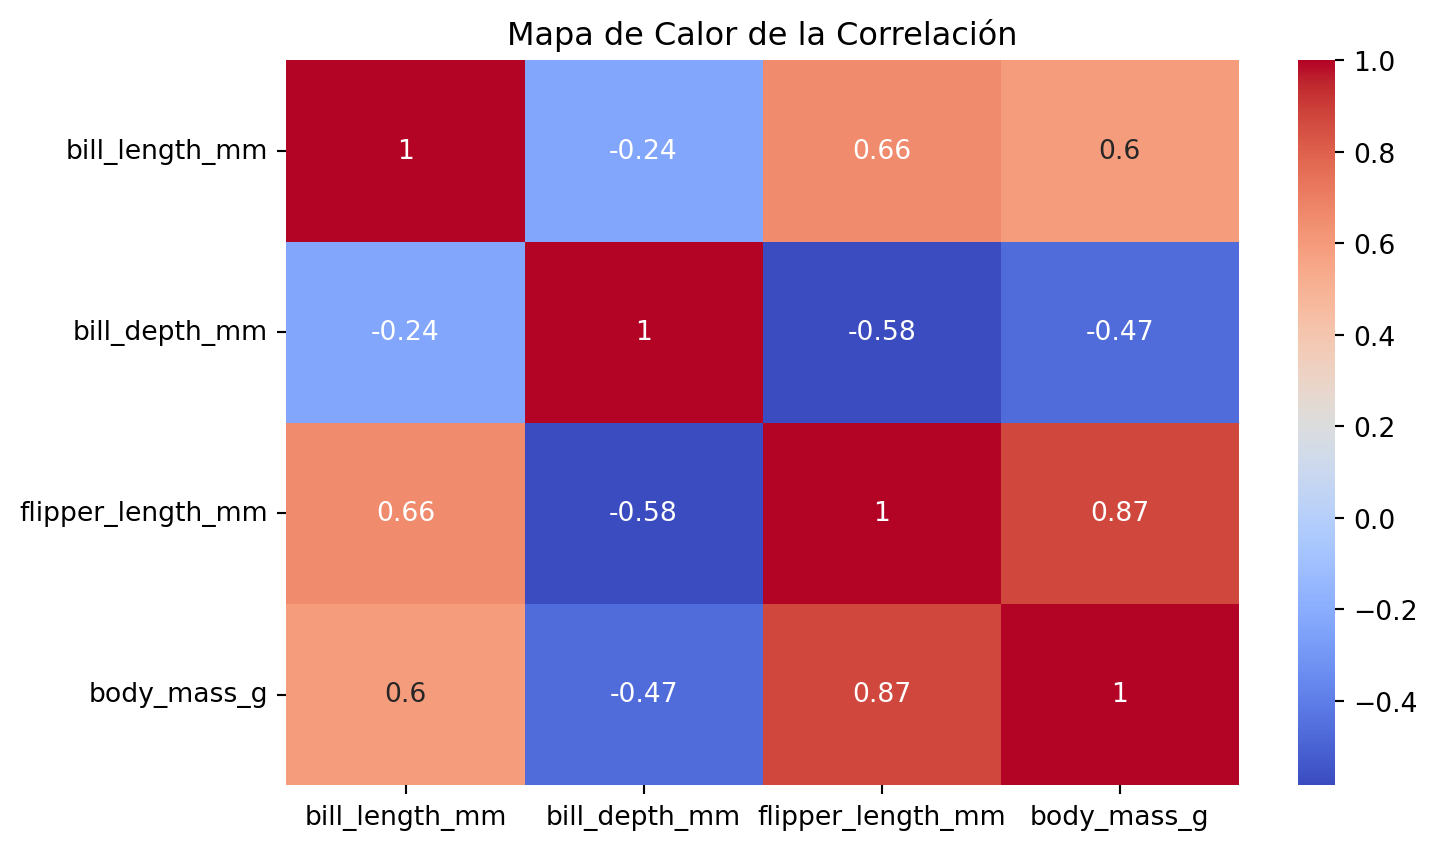 Mapa de Calor de la Correlación
bill_length_mm 1 -0.24 0.66 0.6
bill_depth_mm -0.24 1 -0.58 -0.47
flipper_length_mm 0.66 -0.58 1 0.87
body_mass_g 0.6 -0.47 0.87 1
bill_length_mm bill_depth_mm flipper_length_mm body_mass_g
1.0
0.8
0.6
0.4
0.2
0.0
−0.2
−0.4